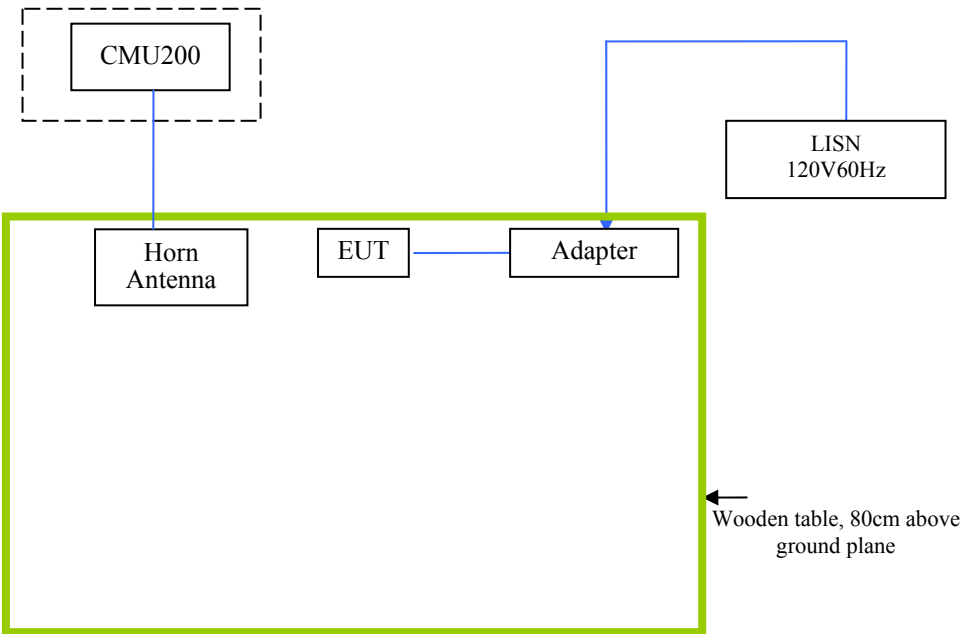 CMU200
LISN
120V60Hz
Horn
Antenna
EUT
Adapter
Wooden table, 80cm above
ground plane